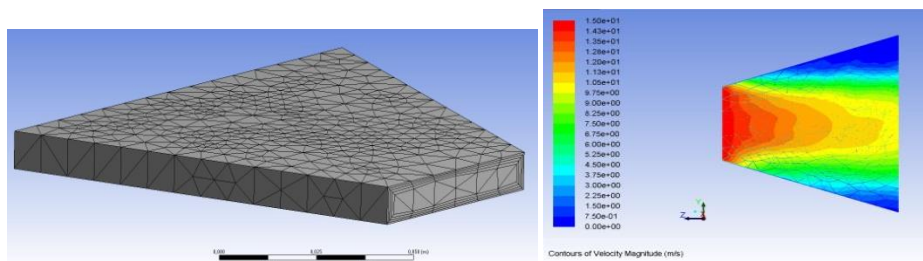 0.000
0.025
0.050 (m)
1.50e+01
1.43e+01
1.35e+01
1.28e+01
1.20e+01
1.13e+01
1.05e+01
9.75e+00
9.00e+00
8.25e+00
7.50e+00
6.75e+00
6.00e+00
5.25e+00
4.50e+00
3.75e+00
3.00e+00
2.25e+00
1.50e+00
7.50e-01
0.00e+00
Y
Z
Contours of Velocity Magnitude (m/s)